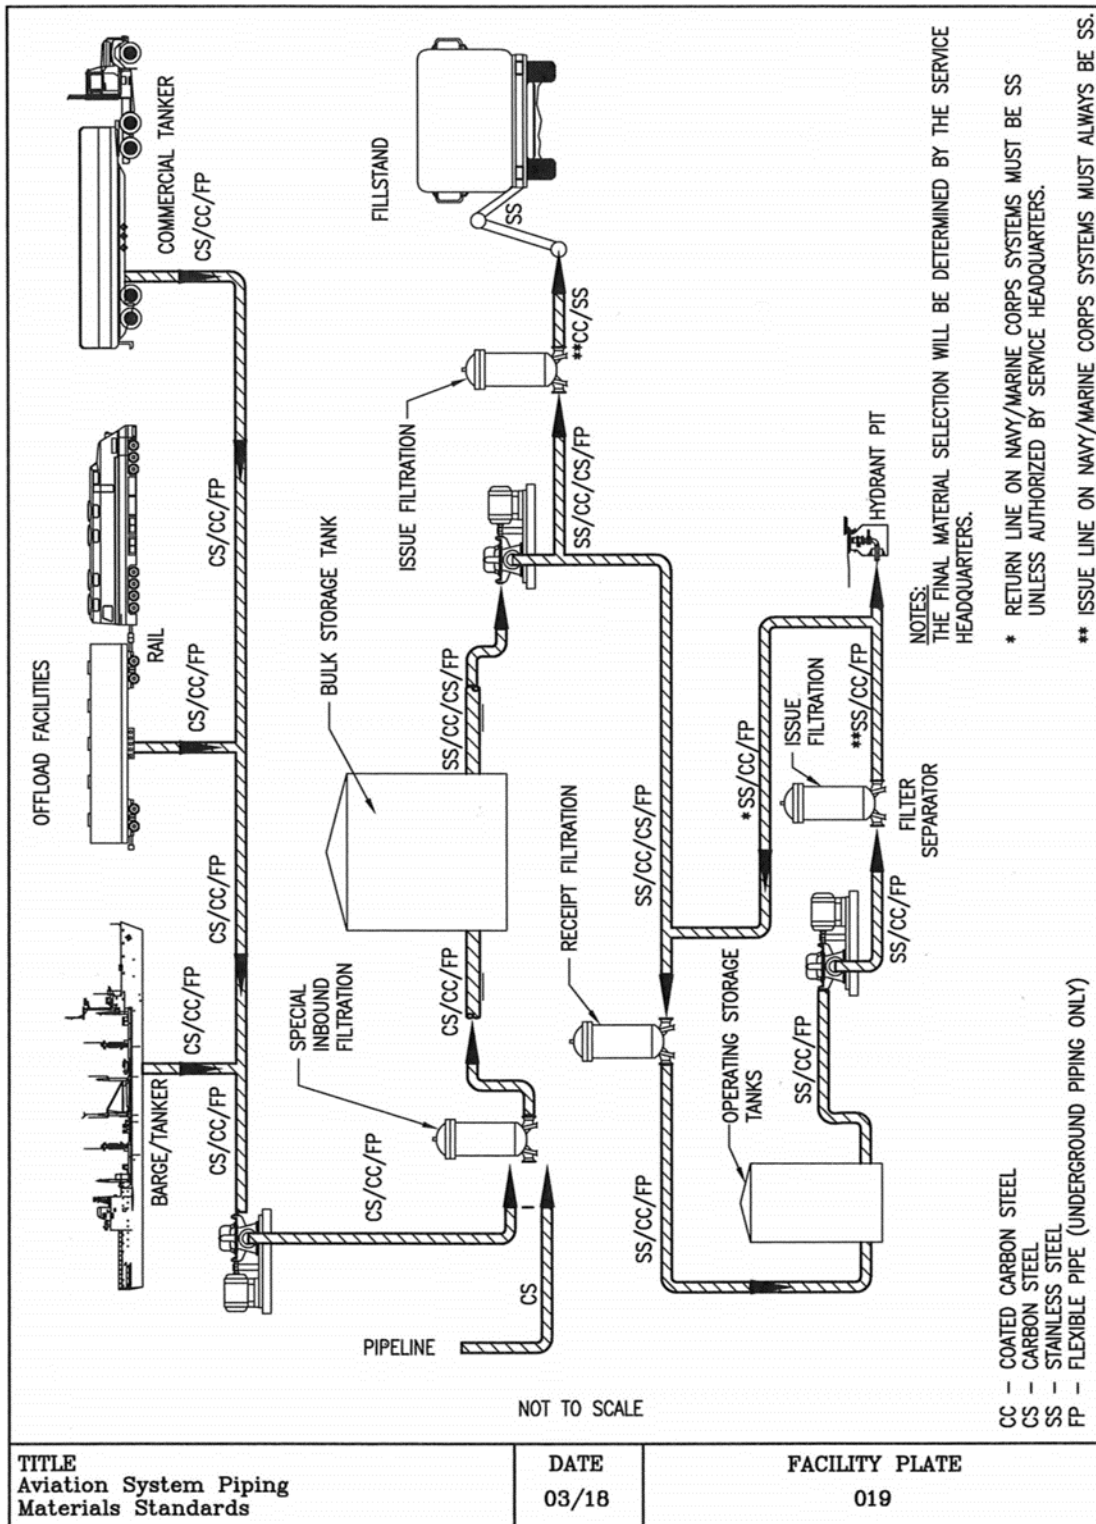 OFFLOAD FACILITIES
BARGE/TANKER
RAIL
COMMERCIAL TANKER
CS/CC/FP
CS/CC/FP
CS/CC/FP
CS/CC/FP
CS/CC/FP
CS/CC/FP
CS/CC/FP
CS/CC/FP
SPECIAL
INBOUND
FILTRATION
PIPELINE
CS
CS/CC/FP
BULK STORAGE TANK
SS/CC/CS/FP
ISSUE FILTRATION
SS/CC/CS/FP
**CC/SS
SS
FILLSTAND
RECEIPT FILTRATION
SS/CC/CS/FP
SS/CC/FP
OPERATING STORAGE
TANKS
SS/CC/FP
*SS/CC/FP
SS/CC/FP
ISSUE
FILTRATION
FILTER
SEPARATOR
**SS/CC/FP
HYDRANT PIT
NOT TO SCALE
CC - COATED CARBON STEEL
CS - CARBON STEEL
SS - STAINLESS STEEL
FP - FLEXIBLE PIPE (UNDERGROUND PIPING ONLY)
NOTES:
THE FINAL MATERIAL SELECTION WILL BE DETERMINED BY THE SERVICE
HEADQUARTERS.
* RETURN LINE ON NAVY/MARINE CORPS SYSTEMS MUST BE SS
UNLESS AUTHORIZED BY SERVICE HEADQUARTERS.
** ISSUE LINE ON NAVY/MARINE CORPS SYSTEMS MUST ALWAYS BE SS.
TITLE
Aviation System Piping
Materials Standards
DATE
03/18
FACILITY PLATE
019